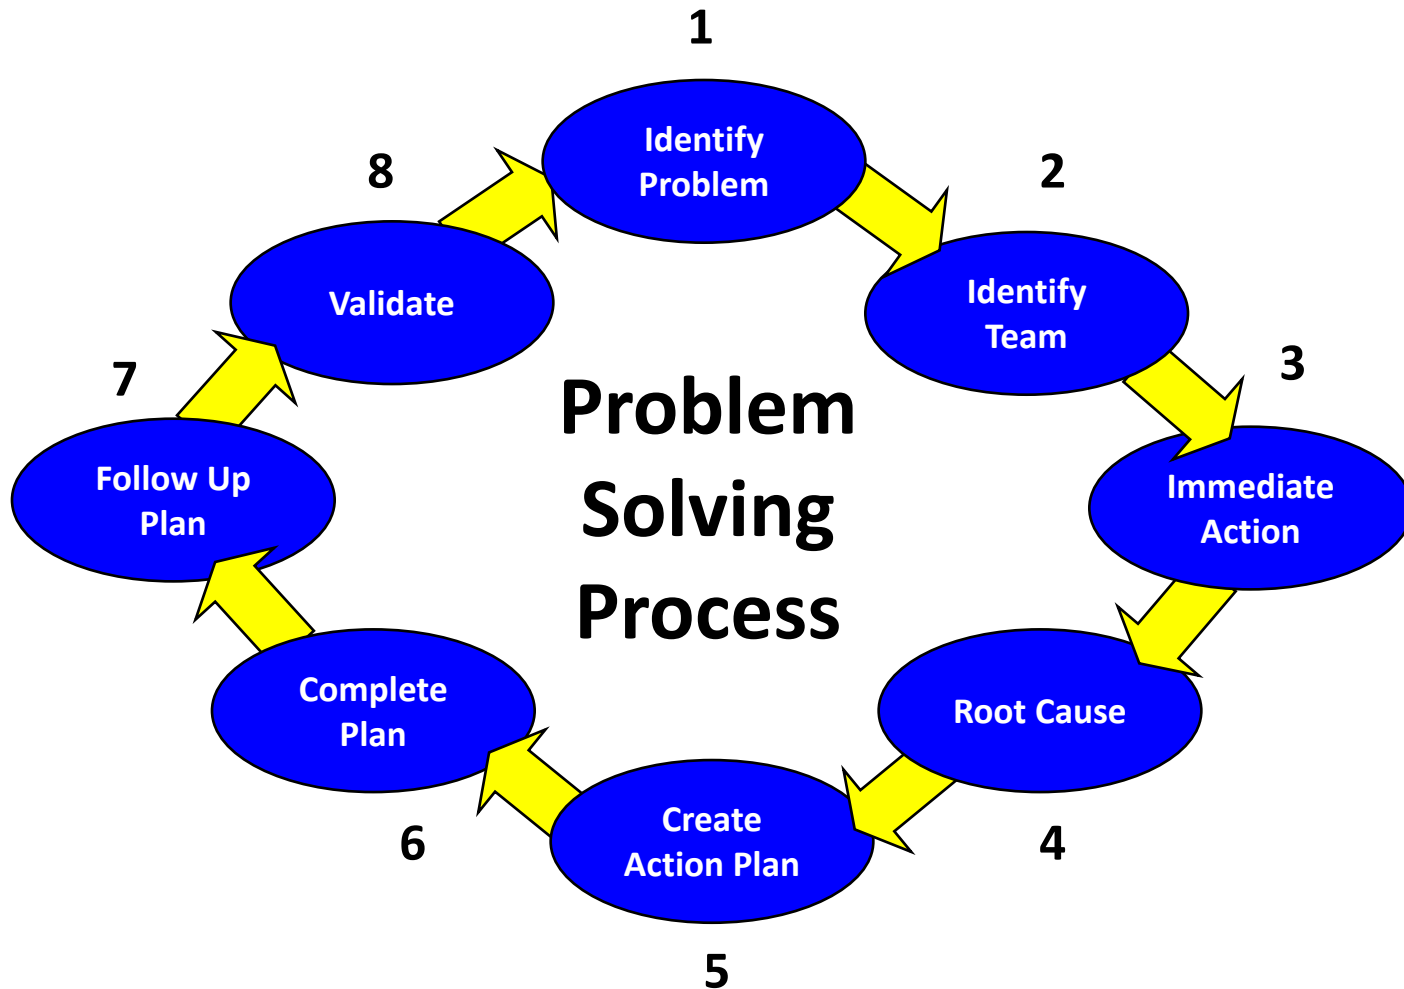 1
Identify
Problem
2
Identify
Team
3
Immediate
Action
4
Root Cause
5
Create
Action Plan
6
Complete
Plan
7
Follow Up
Plan
8
Validate
Problem
Solving
Process